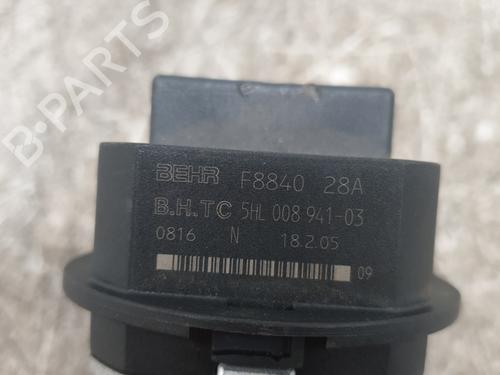 B-PARTS
BEHR F8840 28A
B.H.TC 5HL 008 941-03
0816 N 18.2.05
09